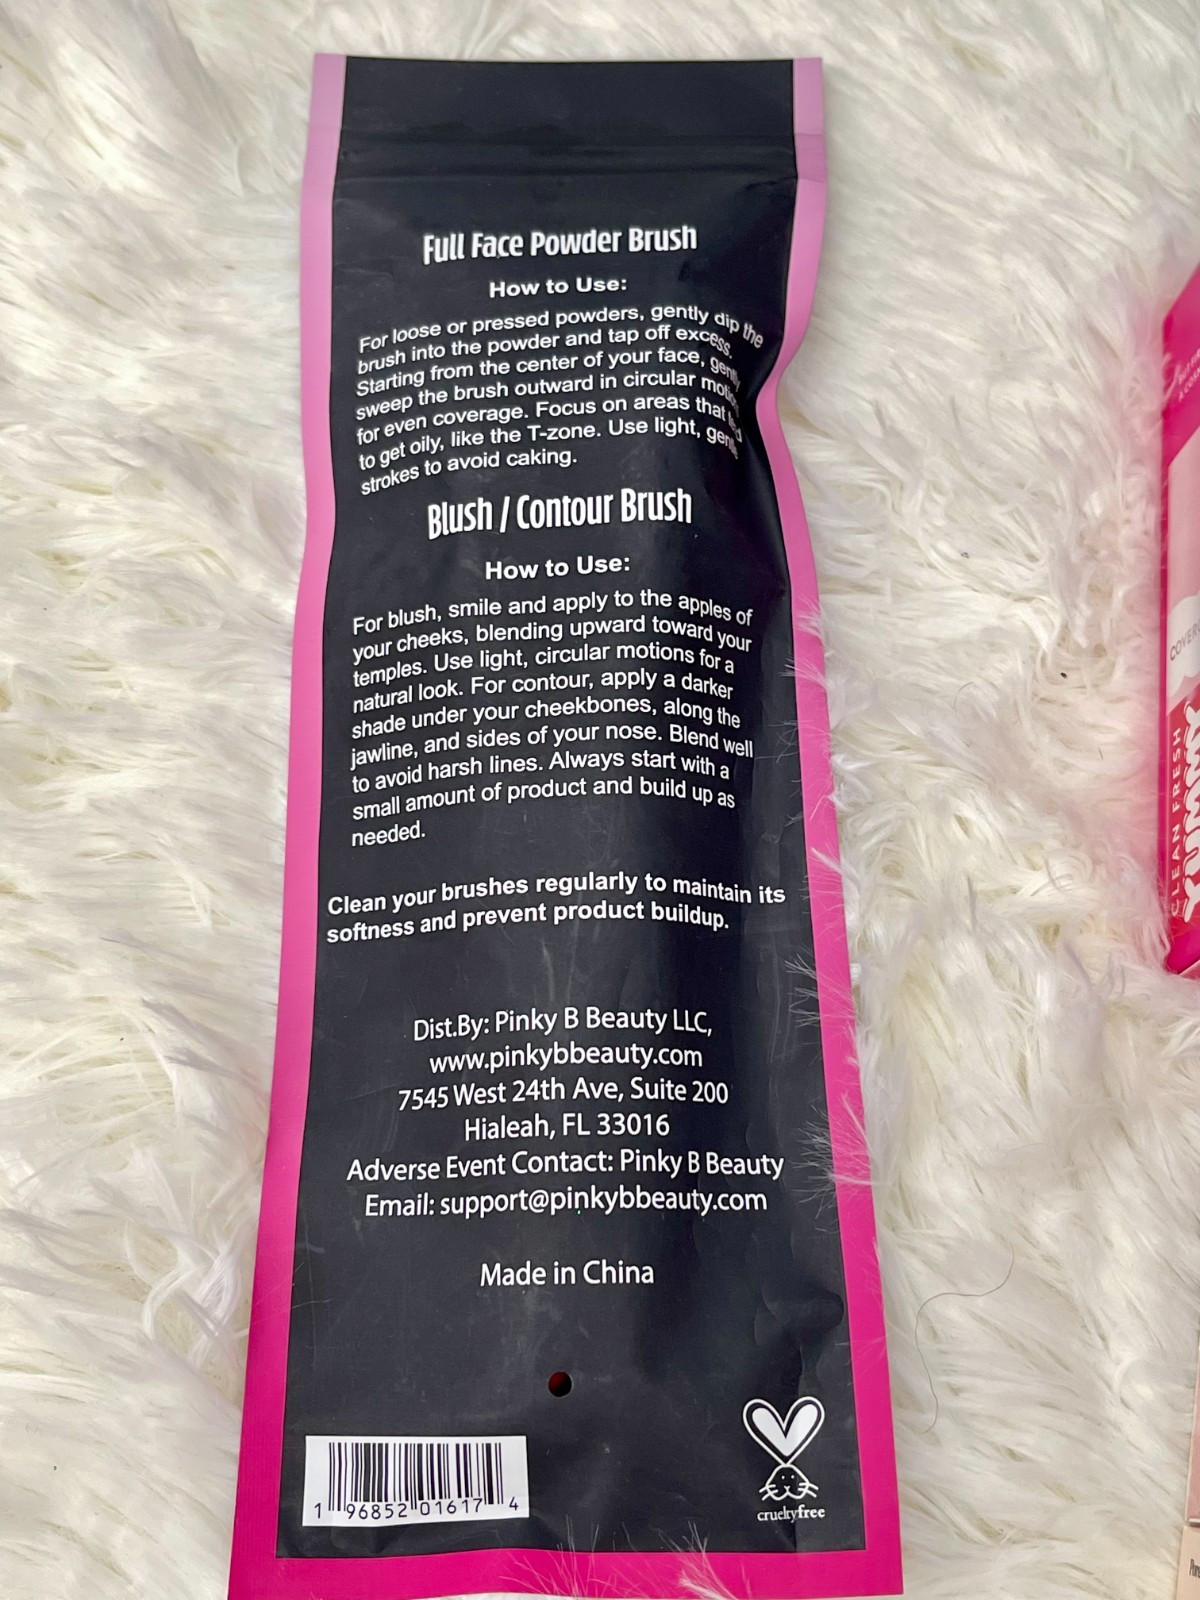 Full Face Powder Brush
How to Use:
For loose or pressed powders, gently dip the
brush into the powder and tap off excess.
Starting from the center of your face, gently
sweep the brush outward in circular motions
for even coverage. Focus on areas that tend
to get oily, like the T-zone. Use light, gentle
strokes to avoid caking.
Blush / Contour Brush
How to Use:
For blush, smile and apply to the apples of
your cheeks, blending upward toward your
temples. Use light, circular motions for a
natural look. For contour, apply a darker
shade under your cheekbones, along the
jawline, and sides of your nose. Blend well
to avoid harsh lines. Always start with a
small amount of product and build up as
needed.
Clean your brushes regularly to maintain its
softness and prevent product buildup.
Dist.By: Pinky B Beauty LLC,
www.pinkybbeauty.com
7545 West 24th Ave, Suite 200
Hialeah, FL 33016
Adverse Event Contact: Pinky B Beauty
Email: support@pinkybbeauty.com
Made in China
1 96852 01617 4
crueltyfree
CLEAN FRESH